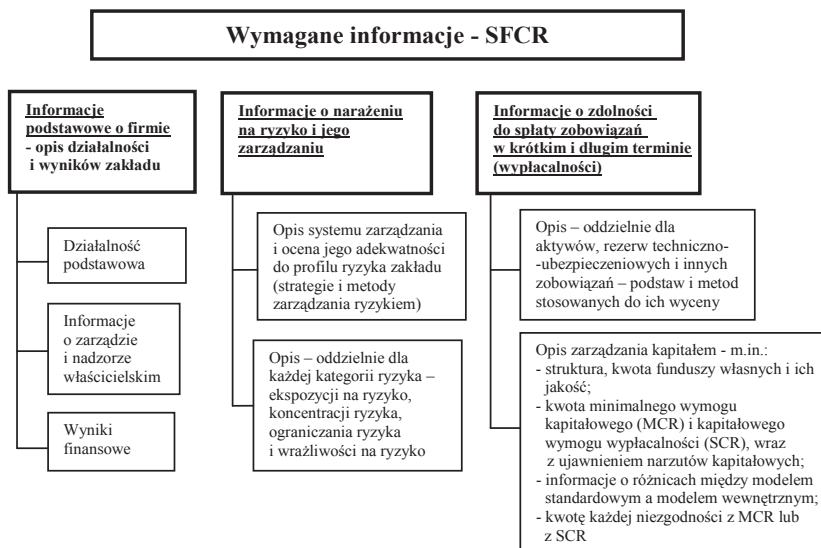 Wymagane informacje - SFCR
Informacje
podstawowe o firmie
- opis działalności
i wyników zakładu
Działalność
podstawowa
Informacje
o zarządzie
i nadzorze
właścicielskim
Wyniki
finansowe
Informacje o narażeniu
na ryzyko i jego
zarządzaniu
Opis systemu zarządzania
i ocena jego adekwatności
do profilu ryzyka zakładu
(strategie i metody
zarządzania ryzykiem)
Opis – oddzielnie dla
każdej kategorii ryzyka –
ekspozycji na ryzyko,
koncentracji ryzyka,
ograniczania ryzyka
i wrażliwości na ryzyko
Informacje o zdolności
do spłaty zobowiązań
w krótkim i długim terminie
(wypłacalności)
Opis – oddzielnie dla
aktywów, rezerw techniczno-
-ubezpieczeniowych i innych
zobowiązań – podstaw i metod
stosowanych do ich wyceny
Opis zarządzania kapitałem - m.in.:
- struktura, kwota funduszy własnych i ich
jakość;
- kwota minimalnego wymogu
kapitałowego (MCR) i kapitałowego
wymogu wypłacalności (SCR), wraz
z ujawnieniem narzutów kapitałowych;
- informacje o różnicach między modelem
standardowym a modelem wewnętrznym;
- kwotę każdej niezgodności z MCR lub
z SCR